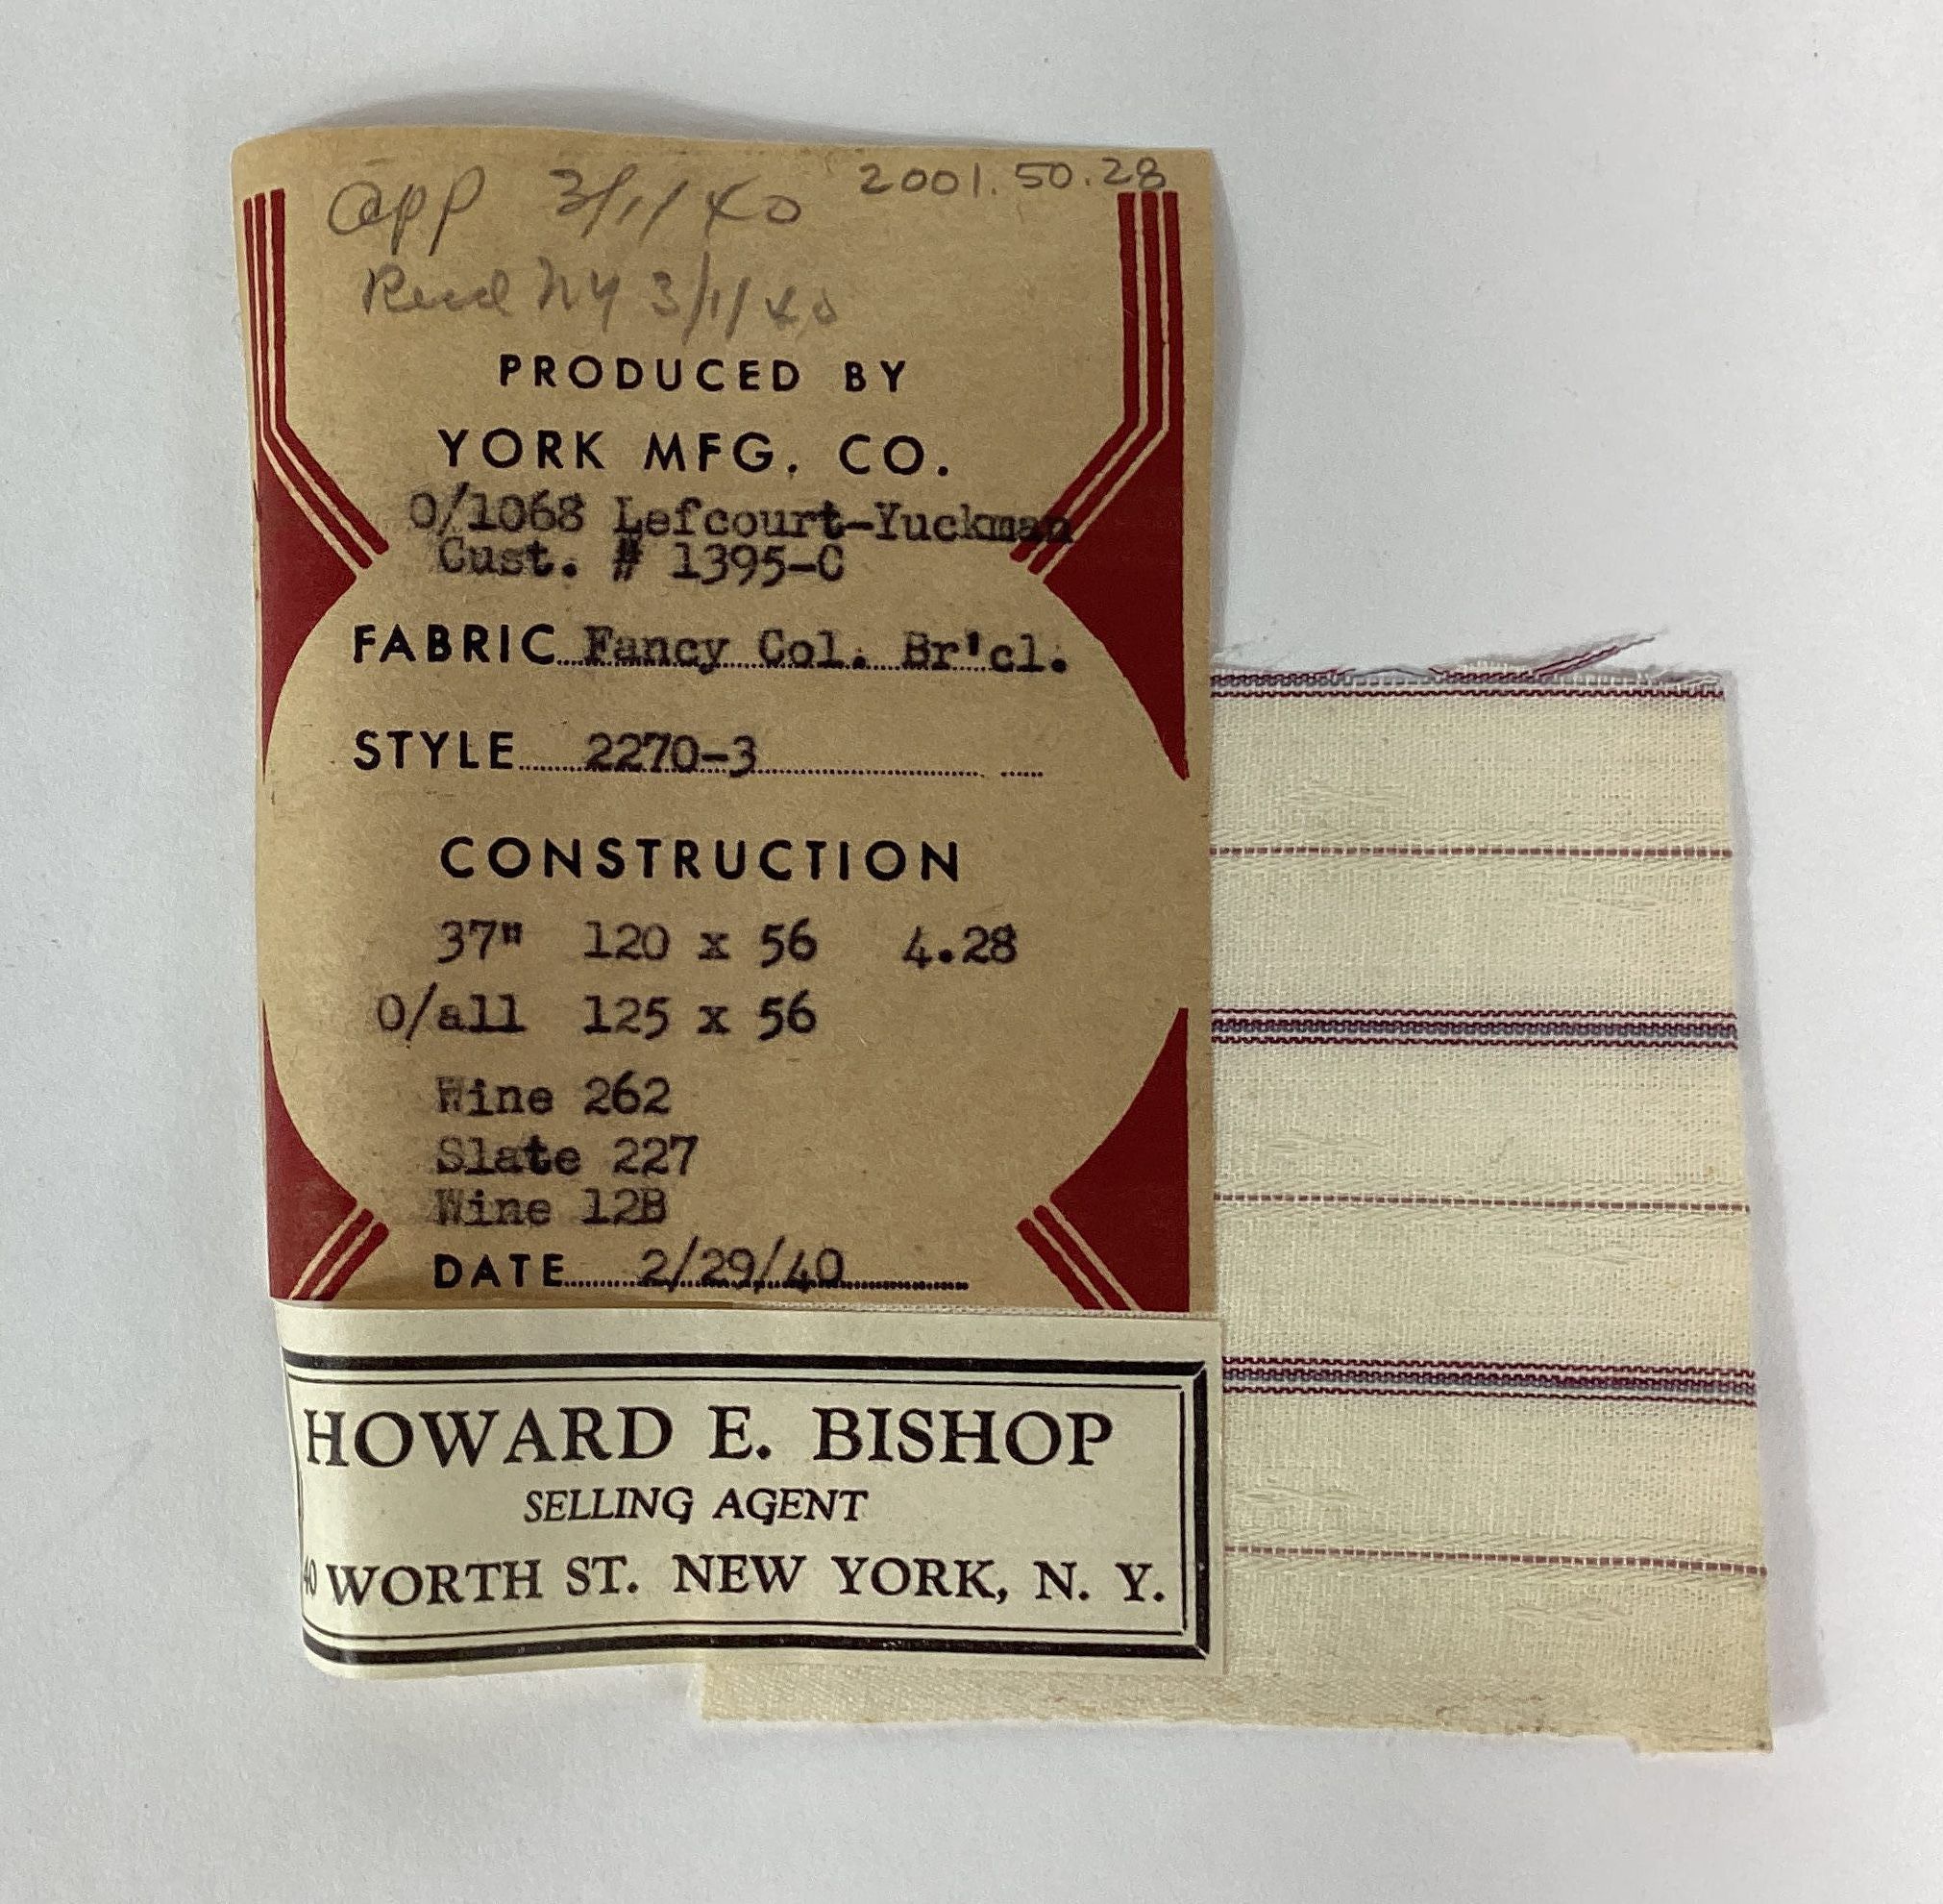 app 3/1/40 2001.50.28
Recd NY 3/1/40
PRODUCED BY
YORK MFG. CO.
O/1068 Lefcourt-Yuckman
Cust. # 1395-C
FABRIC Fancy Col. Br'cl.
STYLE 2270-3
CONSTRUCTION
37" 120 x 56 4.28
O/all 125 x 56
Wine 262
Slate 227
Wine 12B
DATE 2/29/40
HOWARD E. BISHOP
SELLING AGENT
40 WORTH ST. NEW YORK, N. Y.